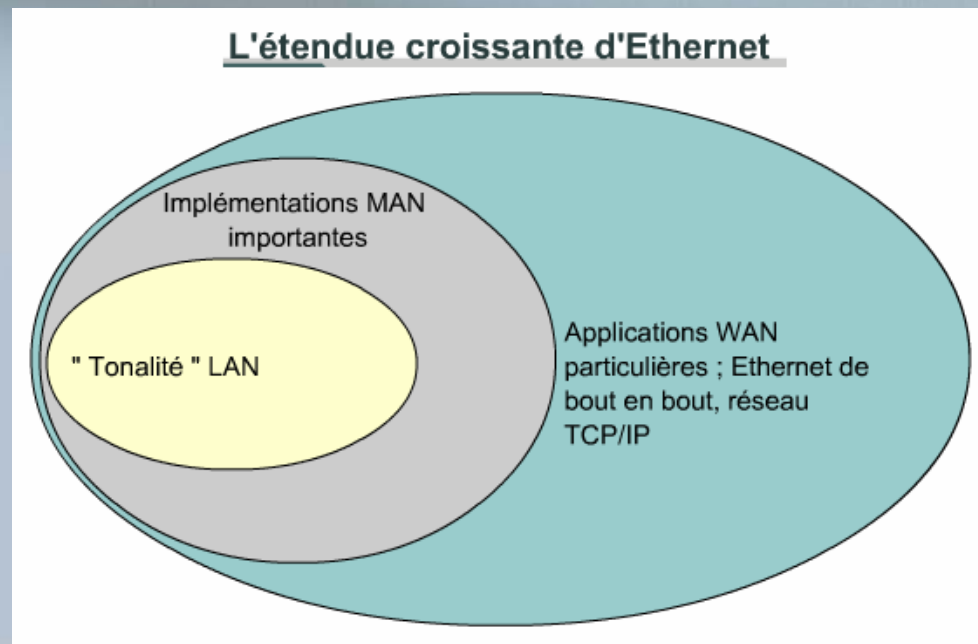 L'étendue croissante d'Ethernet
Implémentations MAN
importantes
" Tonalité " LAN
Applications WAN
particulières ; Ethernet de
bout en bout, réseau
TCP/IP